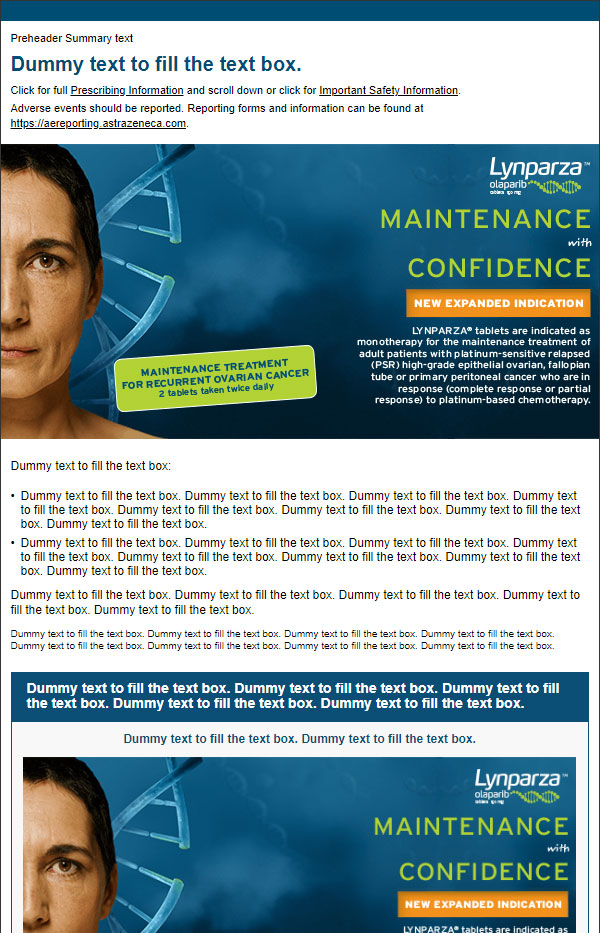 Preheader Summary text
Dummy text to fill the text box.
Click for full Prescribing Information and scroll down or click for Important Safety Information.
Adverse events should be reported. Reporting forms and information can be found at
https://aereporting.astrazeneca.com.
Lynparza™
olaparib
MAINTENANCE
with
CONFIDENCE
NEW EXPANDED INDICATION
LYNPARZA® tablets are indicated as
monotherapy for the maintenance treatment of
adult patients with platinum-sensitive relapsed
(PSR) high-grade epithelial ovarian, fallopian
tube or primary peritoneal cancer who are in
response (complete response or partial
response) to platinum-based chemotherapy.
MAINTENANCE TREATMENT
FOR RECURRENT OVARIAN CANCER
2 tablets taken twice daily
Dummy text to fill the text box:
• Dummy text to fill the text box. Dummy text to fill the text box. Dummy text to fill the text box. Dummy text
to fill the text box. Dummy text to fill the text box. Dummy text to fill the text box. Dummy text to fill the text
box. Dummy text to fill the text box.
• Dummy text to fill the text box. Dummy text to fill the text box. Dummy text to fill the text box. Dummy text
to fill the text box. Dummy text to fill the text box. Dummy text to fill the text box. Dummy text to fill the text
box. Dummy text to fill the text box.
Dummy text to fill the text box. Dummy text to fill the text box. Dummy text to fill the text box. Dummy text to
fill the text box. Dummy text to fill the text box.
Dummy text to fill the text box. Dummy text to fill the text box. Dummy text to fill the text box. Dummy text to fill the text box.
Dummy text to fill the text box. Dummy text to fill the text box. Dummy text to fill the text box. Dummy text to fill the text box.
Dummy text to fill the text box. Dummy text to fill the text box. Dummy text to fill
the text box. Dummy text to fill the text box. Dummy text to fill the text box.
Dummy text to fill the text box. Dummy text to fill the text box.
Lynparza™
olaparib
MAINTENANCE
with
CONFIDENCE
NEW EXPANDED INDICATION
LYNPARZA® tablets are indicated as